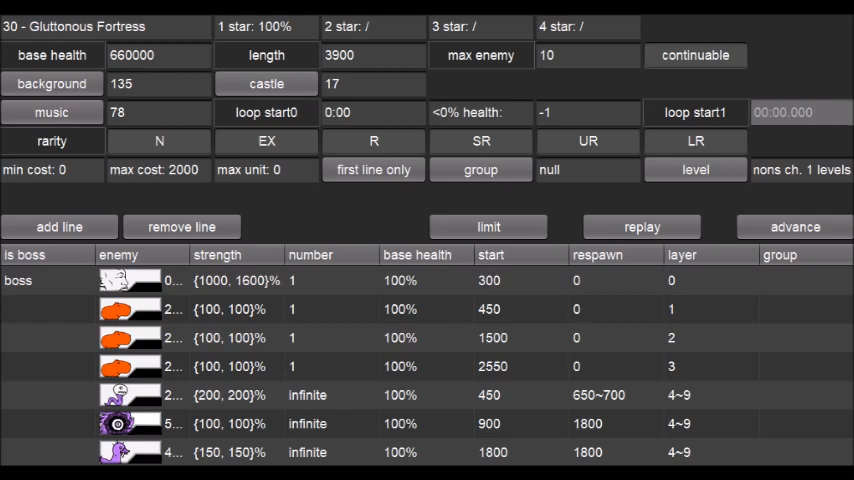 30 - Gluttonous Fortress 1 star: 100% 2 star: / 3 star: / 4 star: /
base health 660000 length 3900 max enemy 10 continuable
background 135 castle 17
music 78 loop start0 0:00 <0% health: -1 loop start1 00:00.000
rarity N EX R SR UR LR
min cost: 0 max cost: 2000 max unit: 0 first line only group null level nons ch. 1 levels
add line remove line limit replay advance
is boss enemy strength number base health start respawn layer group
boss 0... {1000, 1600}% 1 100% 300 0 0
2... {100, 100}% 1 100% 450 0 1
2... {100, 100}% 1 100% 1500 0 2
2... {100, 100}% 1 100% 2550 0 3
2... {200, 200}% infinite 100% 450 650~700 4~9
5... {100, 100}% infinite 100% 900 1800 4~9
4... {150, 150}% infinite 100% 1800 1800 4~9